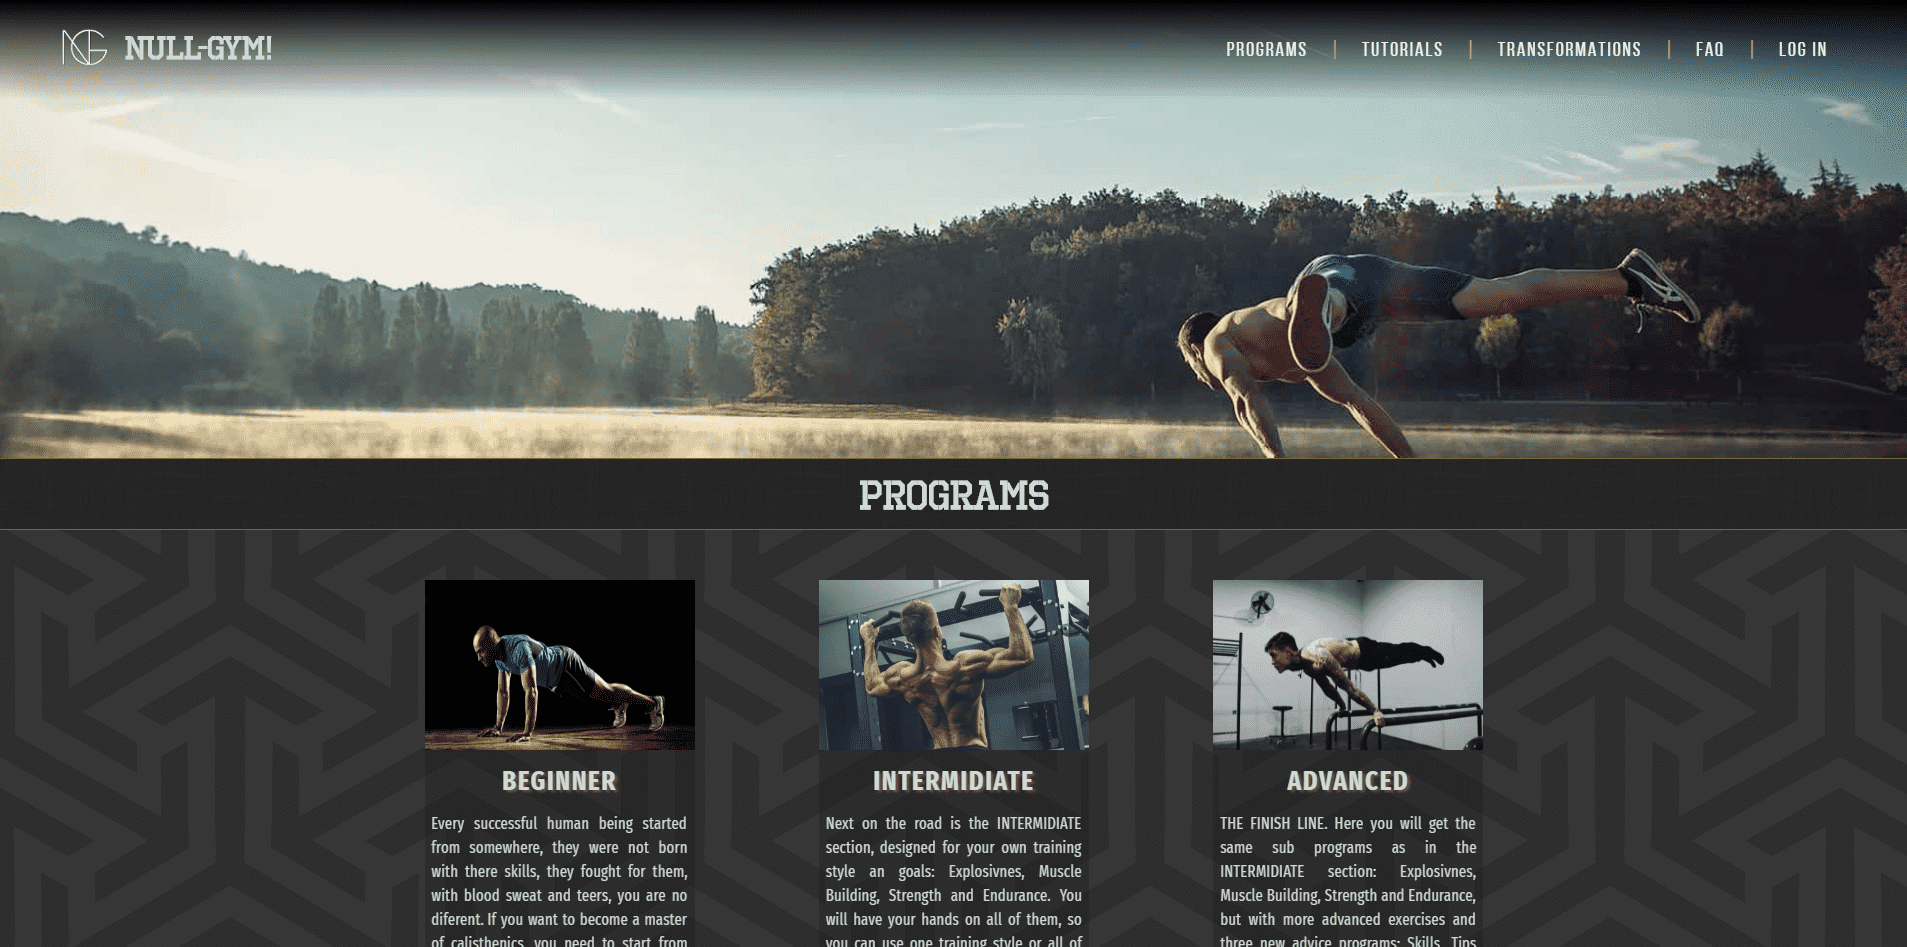 NG NULL-GYM!
PROGRAMS | TUTORIALS | TRANSFORMATIONS | FAQ | LOG IN
PROGRAMS
BEGINNER
Every successful human being started
from somewhere, they were not born
with there skills, they fought for them,
with blood sweat and teers, you are no
diferent. If you want to become a master
of calisthenics, you need to start from
INTERMIDIATE
Next on the road is the INTERMIDIATE
section, designed for your own training
style an goals: Explosivnes, Muscle
Building, Strength and Endurance. You
will have your hands on all of them, so
you can use one training style or all of
ADVANCED
THE FINISH LINE. Here you will get the
same sub programs as in the
INTERMIDIATE section: Explosivnes,
Muscle Building, Strength and Endurance,
but with more advanced exercises and
three new advice programs: Skills, Tips